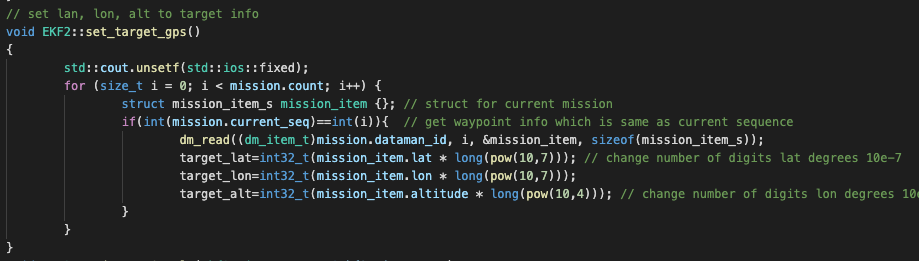 // set lan, lon, alt to target info
void EKF2::set_target_gps()
{
std::cout.unsetf(std::ios::fixed);
for (size_t i = 0; i < mission.count; i++) {
struct mission_item_s mission_item {}; // struct for current mission
if(int(mission.current_seq)==int(i)){ // get waypoint info which is same as current sequence
dm_read((dm_item_t)mission.dataman_id, i, &mission_item, sizeof(mission_item_s));
target_lat=int32_t(mission_item.lat * long(pow(10,7))); // change number of digits lat degrees 10e-7
target_lon=int32_t(mission_item.lon * long(pow(10,7)));
target_alt=int32_t(mission_item.altitude * long(pow(10,4))); // change number of digits lon degrees 10e
}
}
}